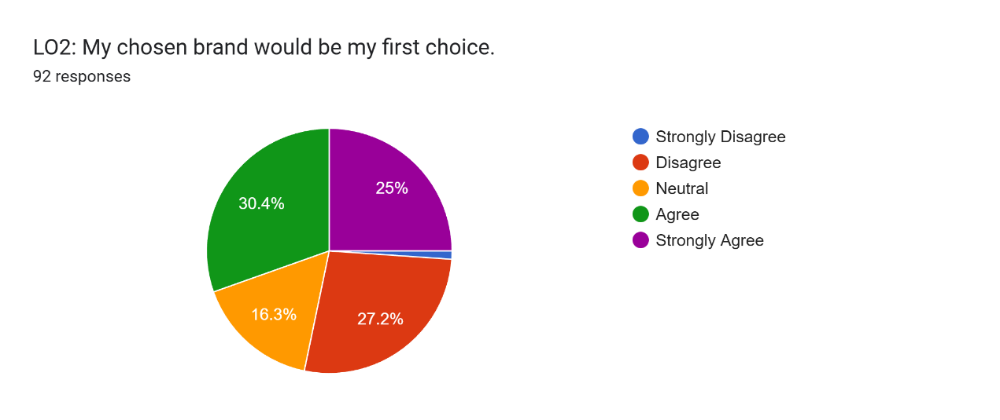 LO2: My chosen brand would be my first choice.
92 responses
25%
30.4%
16.3%
27.2%
Strongly Disagree
Disagree
Neutral
Agree
Strongly Agree